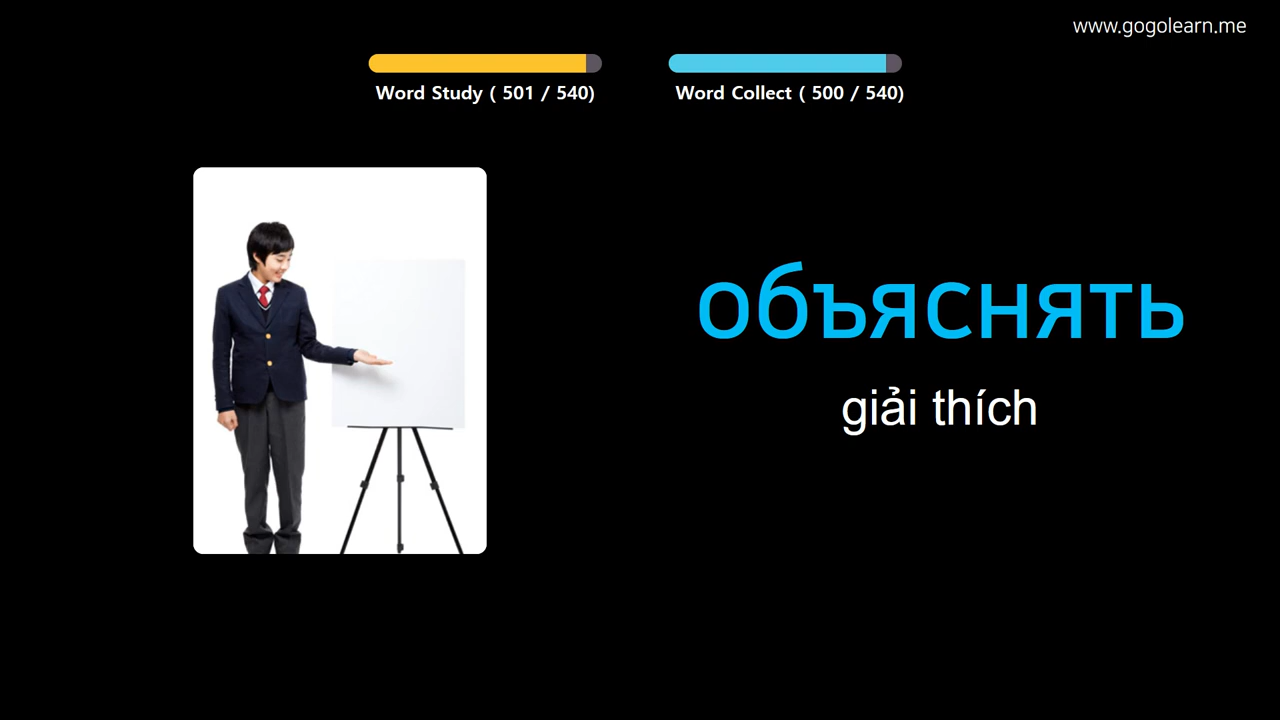 www.gogolearn.me
Word Study ( 501 / 540)
Word Collect ( 500 / 540)
объяснять
giải thích